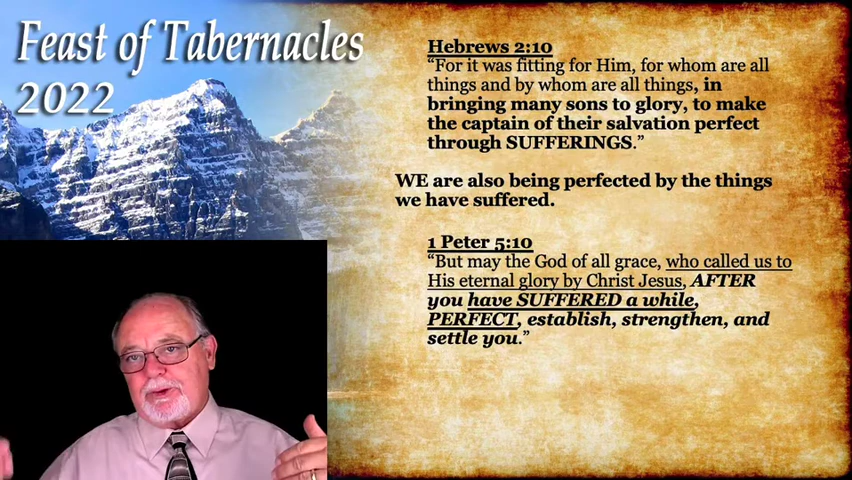 Feast of Tabernacles
2022
Hebrews 2:10
“For it was fitting for Him, for whom are all
things and by whom are all things, in
bringing many sons to glory, to make
the captain of their salvation perfect
through SUFFERINGS.”
WE are also being perfected by the things
we have suffered.
1 Peter 5:10
“But may the God of all grace, who called us to
His eternal glory by Christ Jesus, AFTER
you have SUFFERED a while,
PERFECT, establish, strengthen, and
settle you.”